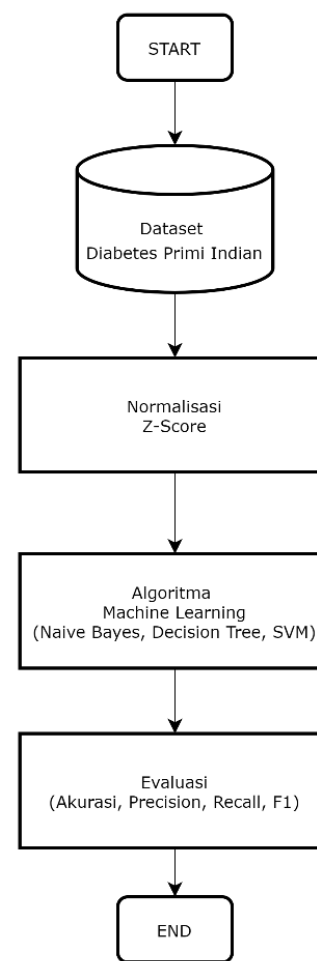 START
Dataset
Diabetes Primi Indian
Normalisasi
Z-Score
Algoritma
Machine Learning
(Naive Bayes, Decision Tree, SVM)
Evaluasi
(Akurasi, Precision, Recall, F1)
END